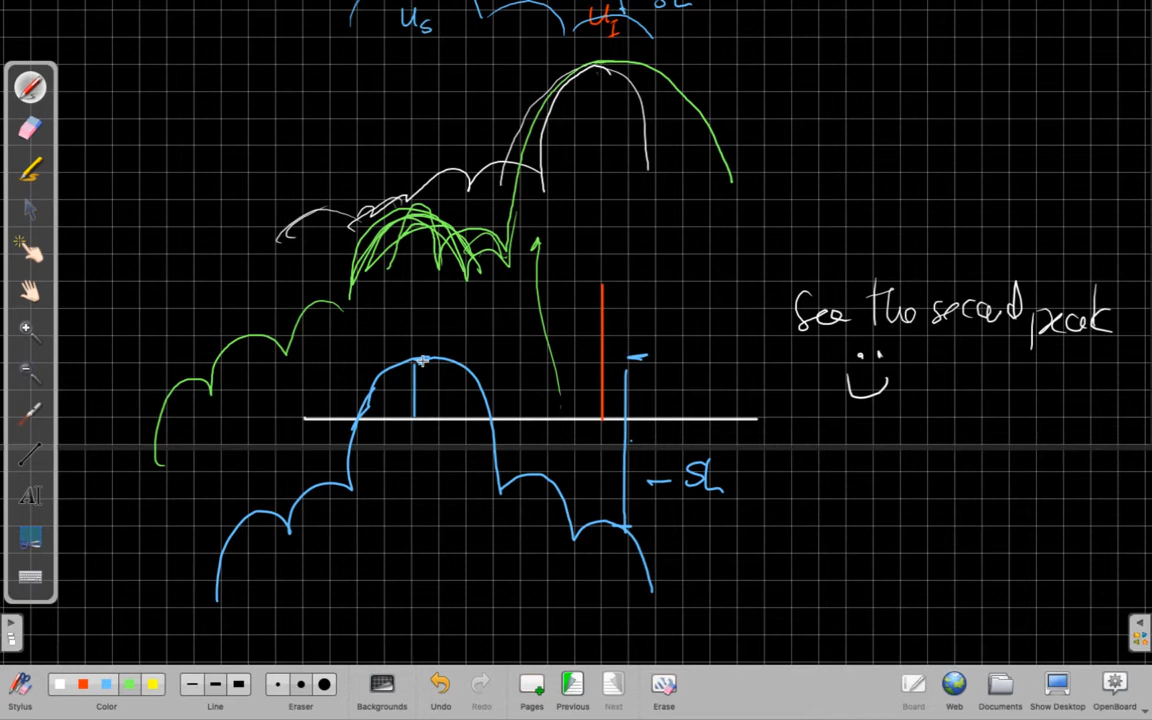 SL
us
uI
See the second
peak
- SL
Stylus
Color
Line
Eraser
Backgrounds
Undo
Redo
Pages
Previous
Next
Erase
Board
Web
Documents
Show Desktop
OpenBoard